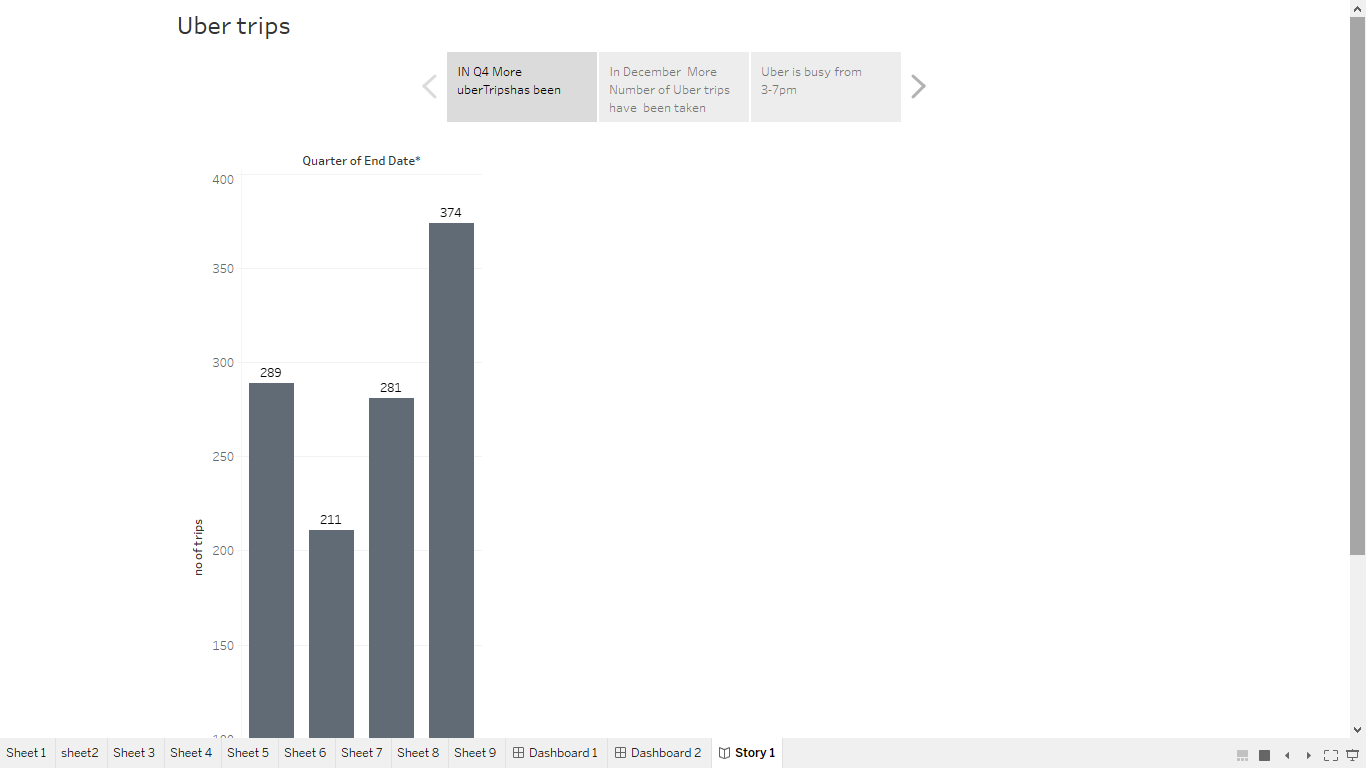 Uber trips
IN Q4 More
uberTripshas been
In December  More
Number of Uber trips
have  been taken
Uber is busy from
3-7pm
Quarter of End Date*
400
350
300
250
200
150
no of trips
289
211
281
374
Sheet 1
sheet2
Sheet 3
Sheet 4
Sheet 5
Sheet 6
Sheet 7
Sheet 8
Sheet 9
Dashboard 1
Dashboard 2
Story 1